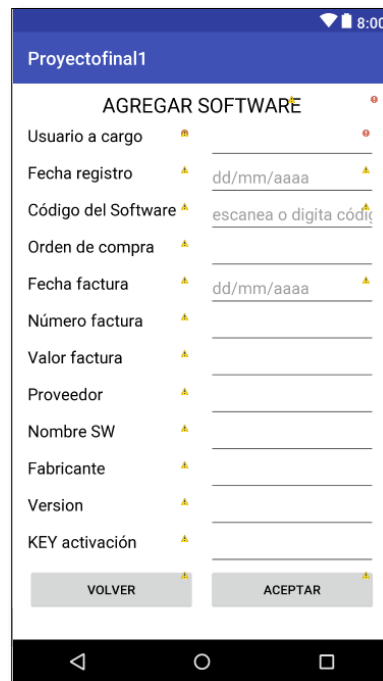 8:00
Proyectofinal1
AGREGAR SOFTWARE
Usuario a cargo
Fecha registro dd/mm/aaaa
Código del Software escanea o digita códig
Orden de compra
Fecha factura dd/mm/aaaa
Número factura
Valor factura
Proveedor
Nombre SW
Fabricante
Version
KEY activación
VOLVER ACEPTAR